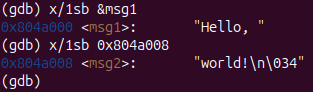 (gdb) x/1sb &msg1
0x804a000 <msg1>:        "Hello, "
(gdb) x/1sb 0x804a008
0x804a008 <msg2>:        "world!\n\034"
(gdb)